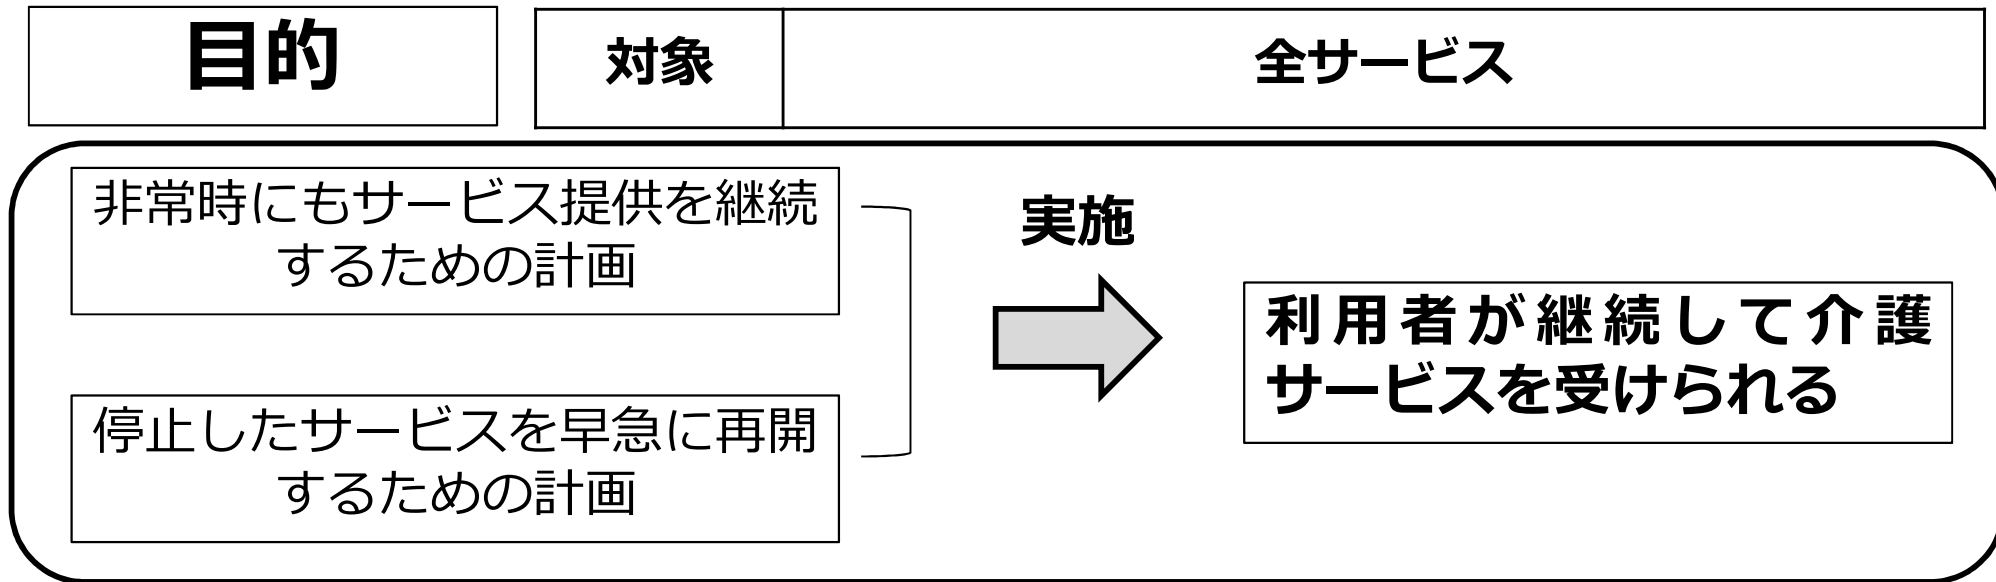 目的
対象
全サービス
非常時にもサービス提供を継続
するための計画
停止したサービスを早急に再開
するための計画
実施
利用者が継続して介護
サービスを受けられる